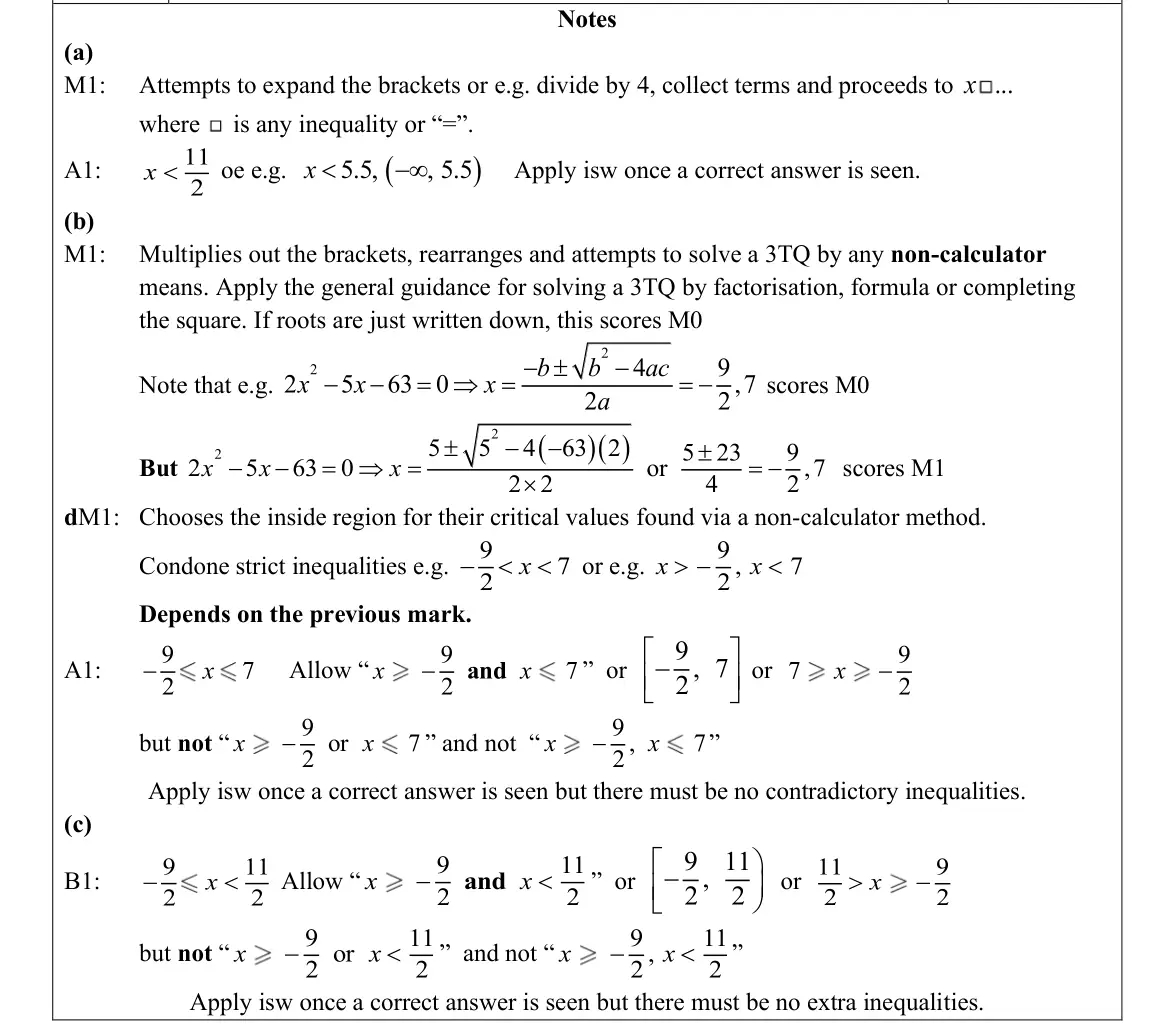 Notes
(a)
M1: Attempts to expand the brackets or e.g. divide by 4, collect terms and proceeds to x□...
where □ is any inequality or “=”.
A1: x < 11/2 oe e.g. x < 5.5, (−∞, 5.5) Apply isw once a correct answer is seen.
(b)
M1: Multiplies out the brackets, rearranges and attempts to solve a 3TQ by any non-calculator
means. Apply the general guidance for solving a 3TQ by factorisation, formula or completing
the square. If roots are just written down, this scores M0
Note that e.g. 2x² − 5x − 63 = 0 ⇒ x = (−b ± √(b² − 4ac))/2a = −9/2, 7 scores M0
But 2x² − 5x − 63 = 0 ⇒ x = (5 ± √(5² − 4(−63)(2)))/(2×2) or (5 ± 23)/4 = −9/2, 7 scores M1
dM1: Chooses the inside region for their critical values found via a non-calculator method.
Condone strict inequalities e.g. −9/2 < x < 7 or e.g. x > −9/2, x < 7
Depends on the previous mark.
A1: −9/2 ⩽ x ⩽ 7 Allow “x ⩾ −9/2 and x ⩽ 7” or [−9/2, 7] or 7 ⩾ x ⩾ −9/2
but not “x ⩾ −9/2 or x ⩽ 7” and not “x ⩾ −9/2, x ⩽ 7”
Apply isw once a correct answer is seen but there must be no contradictory inequalities.
(c)
B1: −9/2 ⩽ x < 11/2 Allow “x ⩾ −9/2 and x < 11/2” or [−9/2, 11/2) or 11/2 > x ⩾ −9/2
but not “x ⩾ −9/2 or x < 11/2” and not “x ⩾ −9/2, x < 11/2”
Apply isw once a correct answer is seen but there must be no extra inequalities.